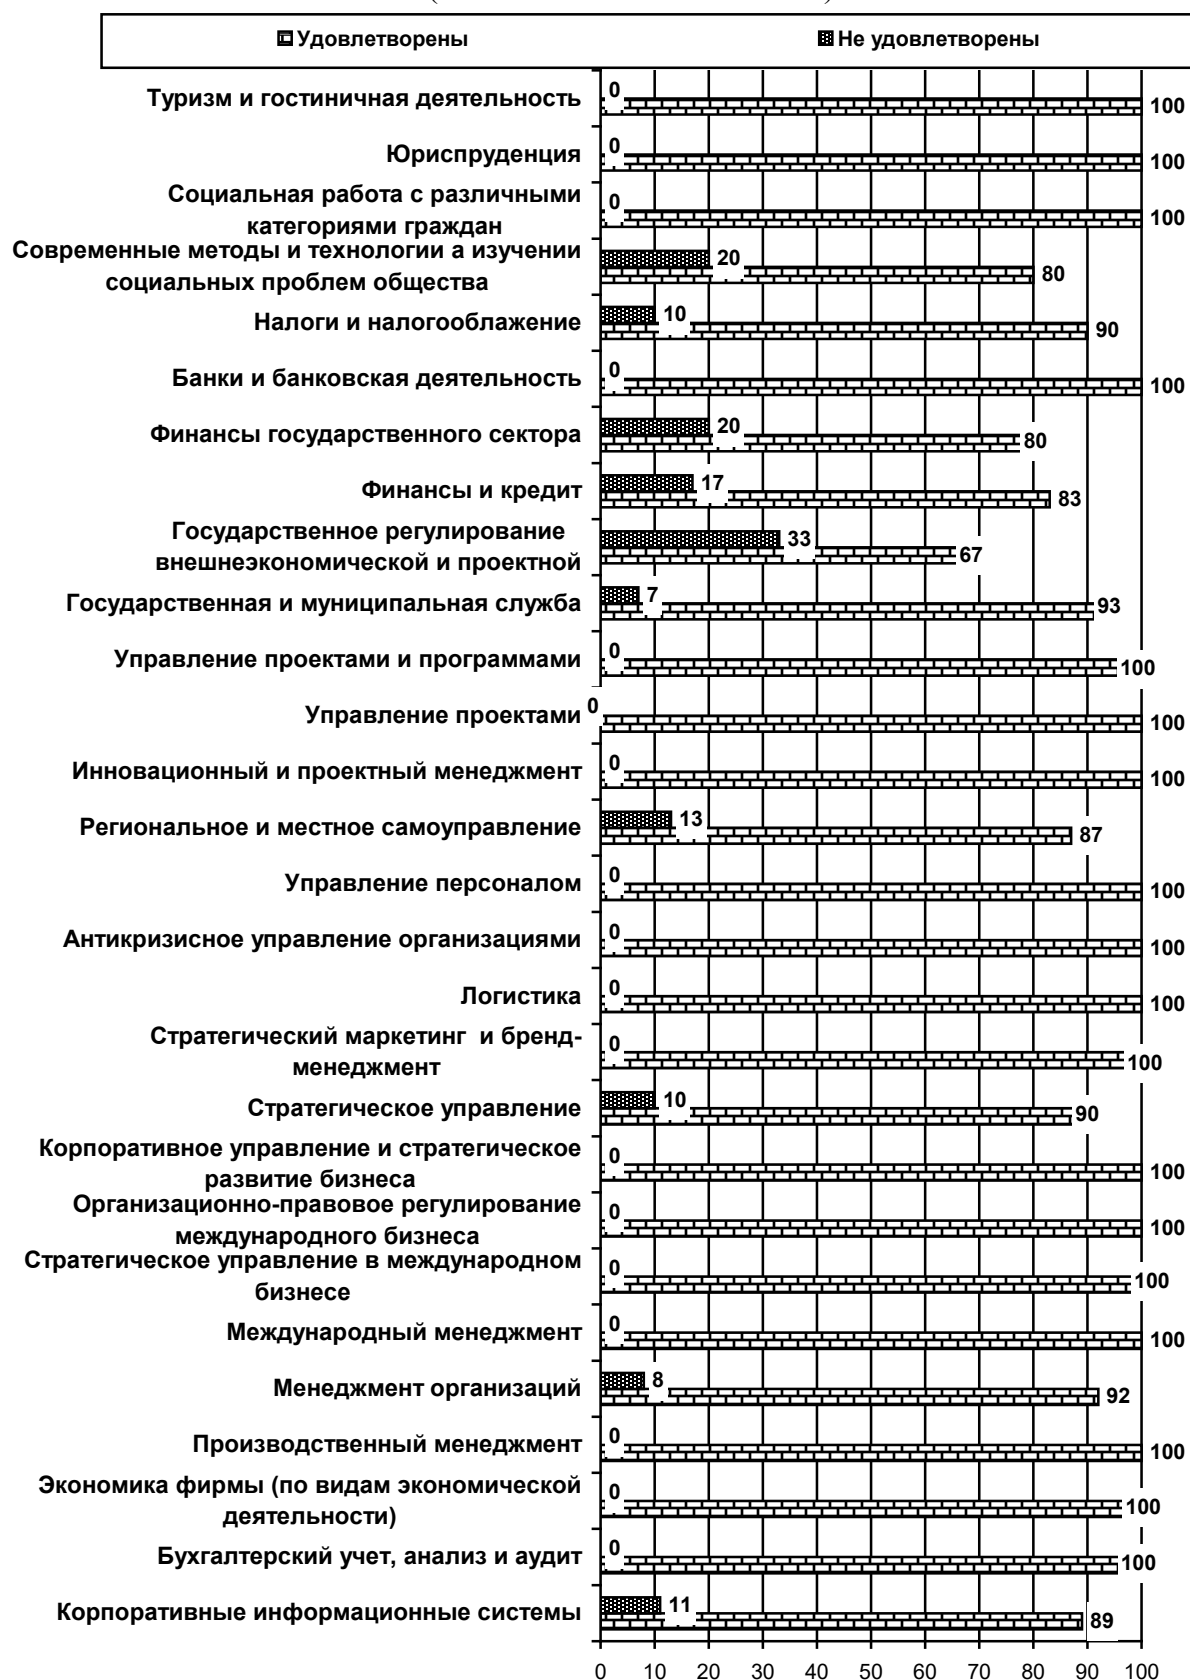 Удовлетворены Не удовлетворены
Туризм и гостиничная деятельность 0 100
Юриспруденция 0 100
Социальная работа с различными
категориями граждан 0 100
Современные методы и технологии а изучении
социальных проблем общества 20 80
Налоги и налогооблажение 10 90
Банки и банковская деятельность 0 100
Финансы государственного сектора 20 80
Финансы и кредит 17 83
Государственное регулирование
внешнеэкономической и проектной 33 67
Государственная и муниципальная служба 7 93
Управление проектами и программами 0 100
Управление проектами 0 100
Инновационный и проектный менеджмент 0 100
Региональное и местное самоуправление 13 87
Управление персоналом 0 100
Антикризисное управление организациями 0 100
Логистика 0 100
Стратегический маркетинг и бренд-
менеджмент 0 100
Стратегическое управление 10 90
Корпоративное управление и стратегическое
развитие бизнеса 0 100
Организационно-правовое регулирование
международного бизнеса 0 100
Стратегическое управление в международном
бизнесе 0 100
Международный менеджмент 0 100
Менеджмент организаций 8 92
Производственный менеджмент 0 100
Экономика фирмы (по видам экономической
деятельности) 0 100
Бухгалтерский учет, анализ и аудит 0 100
Корпоративные информационные системы 11 89
0 10 20 30 40 50 60 70 80 90 100